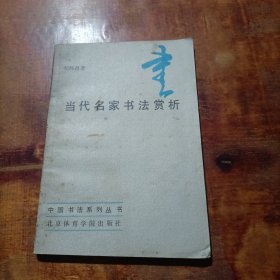 当代名家书法赏析
中国书法系列丛书
北京体育学院出版社